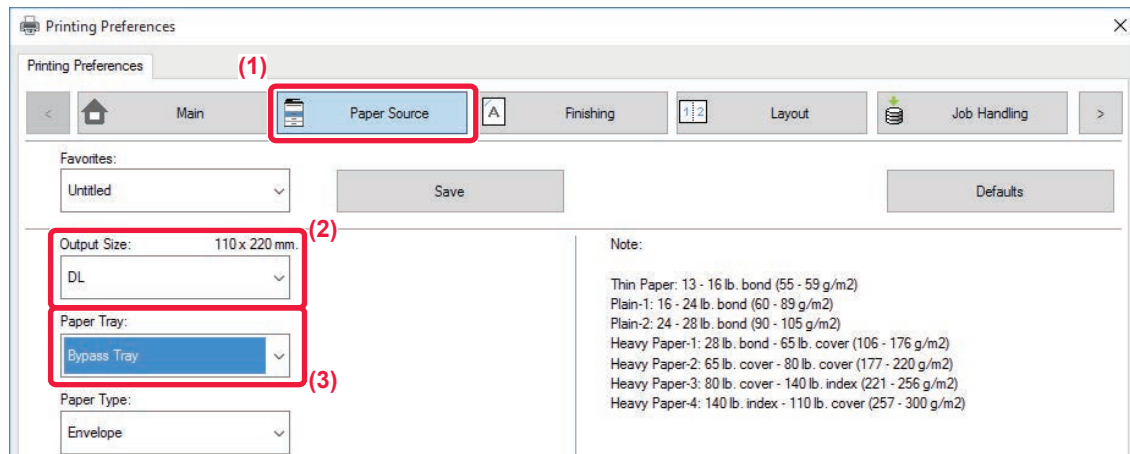 Printing Preferences
Printing Preferences
(1)
< Main Paper Source A Finishing 1 2 Layout Job Handling >
Favorites:
Untitled Save Defaults
(2)
Output Size: 110 x 220 mm.
DL
Paper Tray:
Bypass Tray
(3)
Paper Type:
Envelope
Note:
Thin Paper: 13 - 16 lb. bond (55 - 59 g/m2)
Plain-1: 16 - 24 lb. bond (60 - 89 g/m2)
Plain-2: 24 - 28 lb. bond (90 - 105 g/m2)
Heavy Paper-1: 28 lb. bond - 65 lb. cover (106 - 176 g/m2)
Heavy Paper-2: 65 lb. cover - 80 lb. cover (177 - 220 g/m2)
Heavy Paper-3: 80 lb. cover - 140 lb. index (221 - 256 g/m2)
Heavy Paper-4: 140 lb. index - 110 lb. cover (257 - 300 g/m2)